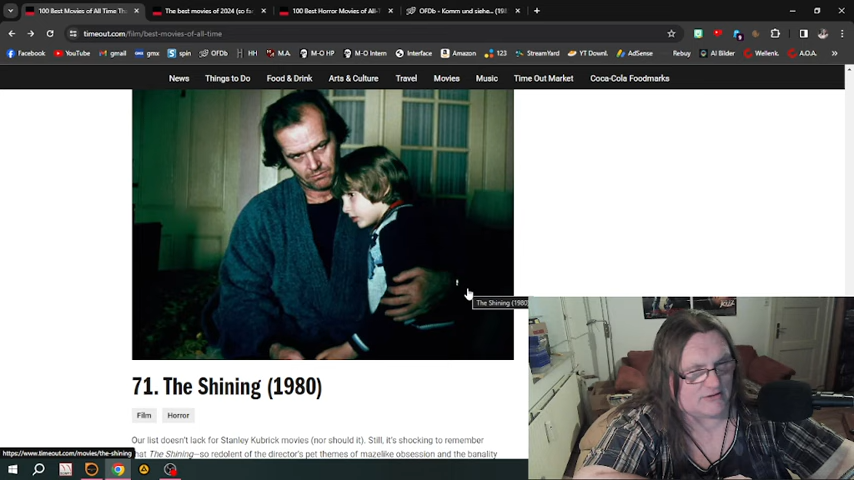 100 Best Movies of All Time Th
The best movies of 2024 (so fa
100 Best Horror Movies of All-T
OFDb - Komm und siehe... (198
timeout.com/film/best-movies-of-all-time
Facebook
YouTube
gmail
gmx
spin
OFDb
HH
M.A.
M-O HP
M-O Intern
Interface
Amazon
123
StreamYard
YT Downl.
AdSense
Rebuy
AI Bilder
Wellenk.
A.O.A.
News
Things to Do
Food & Drink
Arts & Culture
Travel
Movies
Music
Time Out Market
Coca-Cola Foodmarks
The Shining (1980
71. The Shining (1980)
Film
Horror
Our list doesn't lack for Stanley Kubrick movies (nor should it). Still, it's shocking to remember
that The Shining—so redolent of the director's pet themes of mazelike obsession and the banality
https://www.timeout.com/movies/the-shining